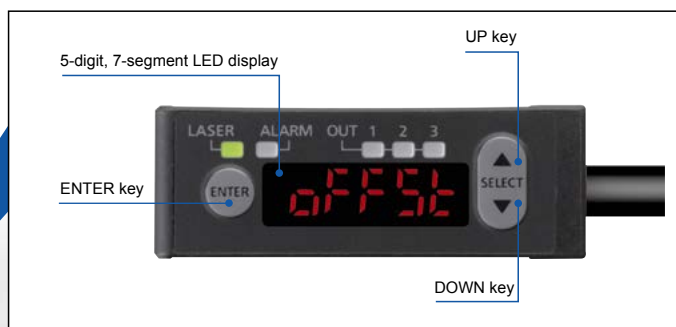 UP key
5-digit, 7-segment LED display
LASER ALARM OUT 1 2 3
ENTER key
ENTER
oFFSt
SELECT
DOWN key